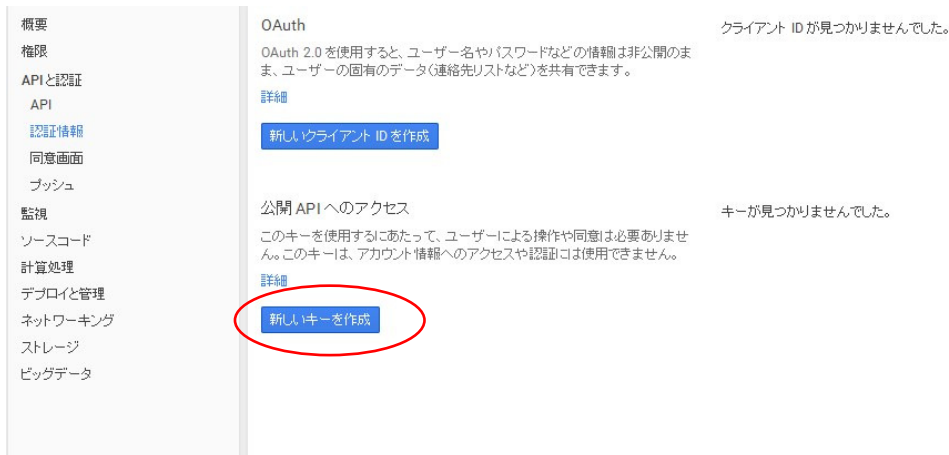 概要
権限
APIと認証
API
認証情報
同意画面
プッシュ
監視
ソースコード
計算処理
デプロイと管理
ネットワーキング
ストレージ
ビッグデータ
OAuth
OAuth 2.0 を使用すると、ユーザー名やパスワードなどの情報は非公開のま
ま、ユーザーの固有のデータ(連絡先リストなど)を共有できます。
詳細
新しいクライアント ID を作成
クライアント ID が見つかりませんでした。
公開 API へのアクセス
このキーを使用するにあたって、ユーザーによる操作や同意は必要ありませ
ん。このキーは、アカウント情報へのアクセスや認証には使用できません。
詳細
新しいキーを作成
キーが見つかりませんでした。